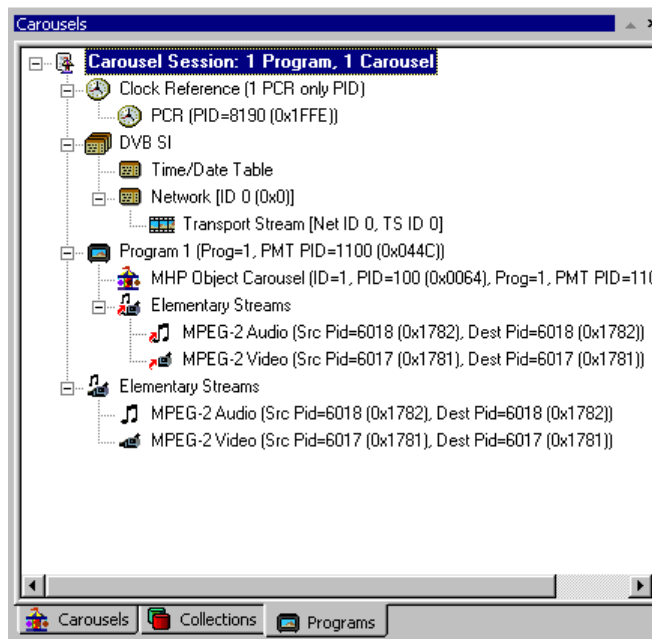 Carousels
Carousel Session: 1 Program, 1 Carousel
Clock Reference (1 PCR only PID)
PCR (PID=8190 (0x1FFE))
DVB SI
Time/Date Table
Network [ID 0 (0x0)]
Transport Stream [Net ID 0, TS ID 0]
Program 1 (Prog=1, PMT PID=1100 (0x044C))
MHP Object Carousel (ID=1, PID=100 (0x0064), Prog=1, PMT PID=110
Elementary Streams
MPEG-2 Audio (Src Pid=6018 (0x1782), Dest Pid=6018 (0x1782))
MPEG-2 Video (Src Pid=6017 (0x1781), Dest Pid=6017 (0x1781))
Elementary Streams
MPEG-2 Audio (Src Pid=6018 (0x1782), Dest Pid=6018 (0x1782))
MPEG-2 Video (Src Pid=6017 (0x1781), Dest Pid=6017 (0x1781))
Carousels Collections Programs